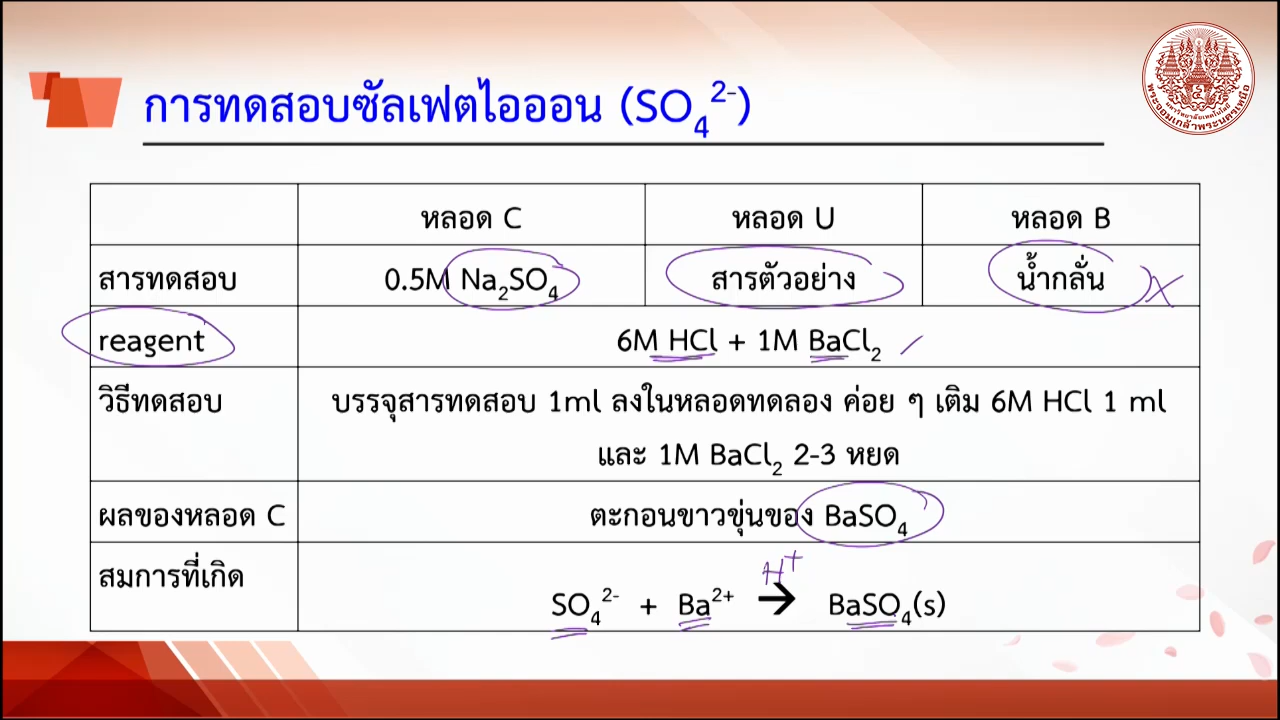 การทดสอบซัลเฟตไอออน (SO₄²⁻)
หลอด C หลอด U หลอด B
สารทดสอบ 0.5M Na₂SO₄ สารตัวอย่าง น้ำกลั่น
reagent 6M HCl + 1M BaCl₂
วิธีทดสอบ บรรจุสารทดสอบ 1ml ลงในหลอดทดลอง ค่อย ๆ เติม 6M HCl 1 ml
และ 1M BaCl₂ 2-3 หยด
ผลของหลอด C ตะกอนขาวขุ่นของ BaSO₄
สมการที่เกิด
H⁺
SO₄²⁻ + Ba²⁺ → BaSO₄(s)